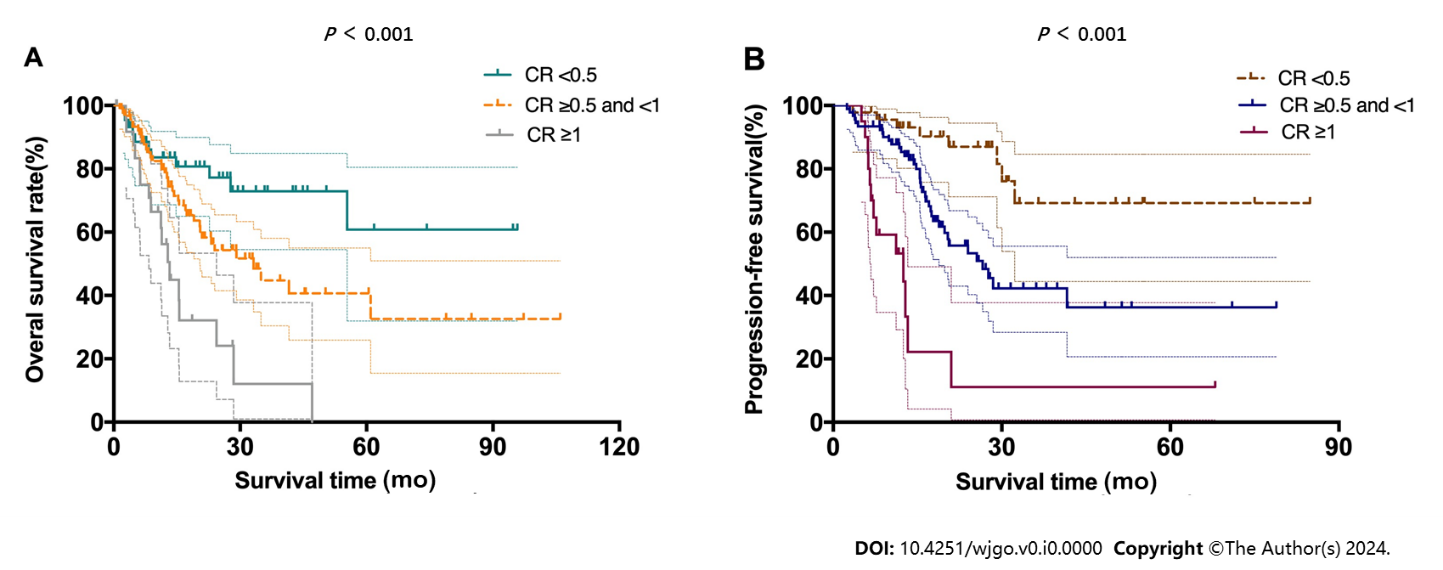 P < 0.001
A
CR <0.5
CR ≥0.5 and <1
CR ≥1
Overal survival rate(%)
100
80
60
40
20
0
0 30 60 90 120
Survival time (mo)
P < 0.001
B
CR <0.5
CR ≥0.5 and <1
CR ≥1
Progression-free survival(%)
100
80
60
40
20
0
0 30 60 90
Survival time (mo)
DOI: 10.4251/wjgo.v0.i0.0000 Copyright ©The Author(s) 2024.